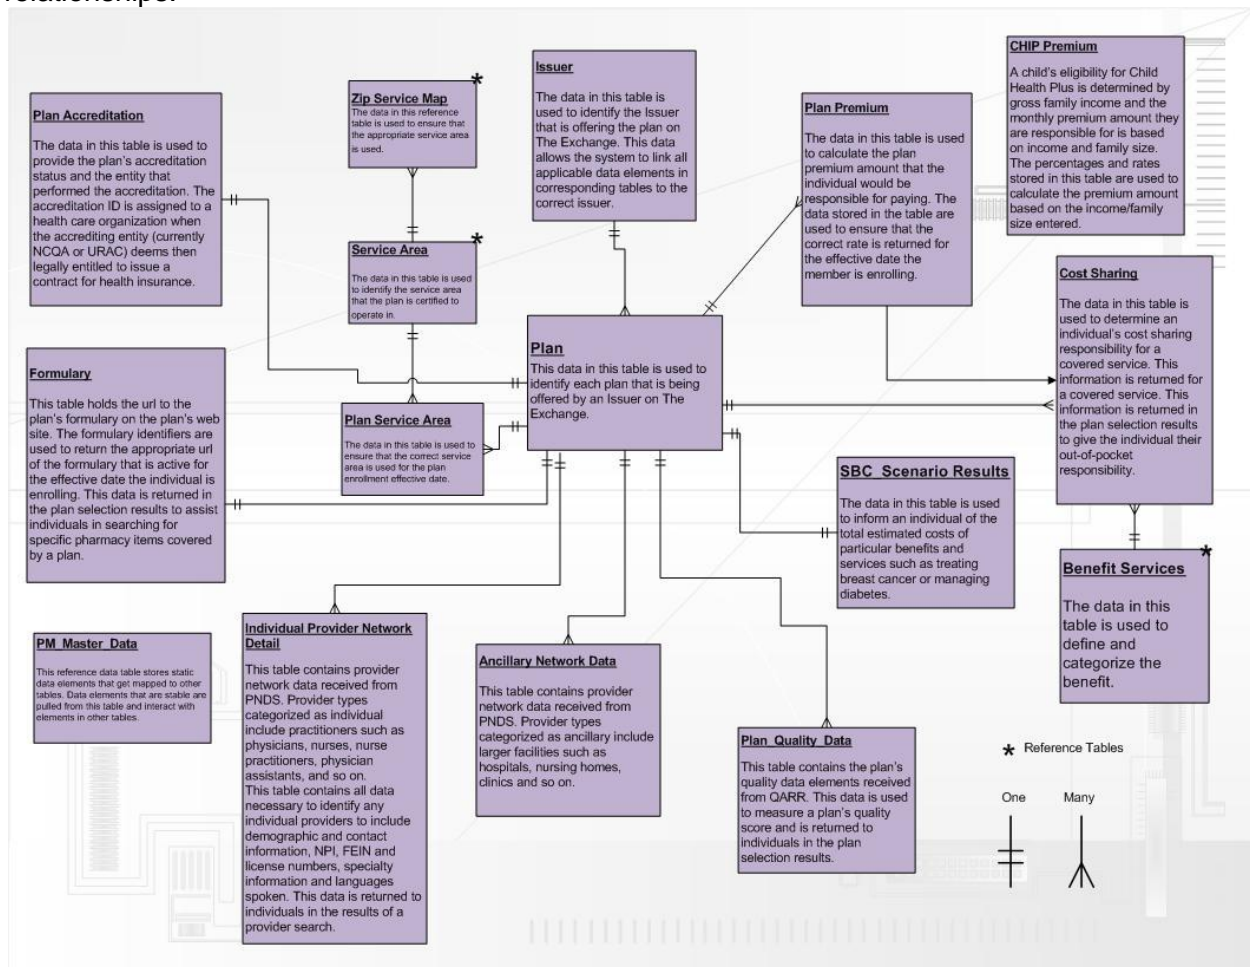 relationships.
Plan Accreditation
The data in this table is used to
provide the plan's accreditation
status and the entity that
performed the accreditation. The
accreditation ID is assigned to a
health care organization when
the accrediting entity (currently
NCQA or URAC) deems then
legally entitled to issue a
contract for health insurance.
*
Zip Service Map
The data in this reference
table is used to ensure that
the appropriate service area
is used.
Issuer
The data in this table is
used to identify the Issuer
that is offering the plan on
The Exchange. This data
allows the system to link all
applicable data elements in
corresponding tables to the
correct issuer.
Plan Premium
The data in this table is used
to calculate the plan
premium amount that the
individual would be
responsible for paying. The
data stored in the table are
used to ensure that the
correct rate is returned for
the effective date the
member is enrolling.
CHIP Premium
A child's eligibility for Child
Health Plus is determined by
gross family income and the
monthly premium amount they
are responsible for is based
on income and family size.
The percentages and rates
stored in this table are used to
calculate the premium amount
based on the income/family
size entered.
*
Service Area
The data in this table is used
to identify the service area
that the plan is certified to
operate in.
Cost Sharing
The data in this table is
used to determine an
individual's cost sharing
responsibility for a
covered service. This
information is returned for
a covered service. This
information is returned in
the plan selection results
to give the individual their
out-of-pocket
responsibility.
Formulary
This table holds the url to the
plan's formulary on the plan's web
site. The formulary identifiers are
used to return the appropriate url
of the formulary that is active for
the effective date the individual is
enrolling. This data is returned in
the plan selection results to assist
individuals in searching for
specific pharmacy items covered
by a plan.
Plan Service Area
The data in this table is used to
ensure that the correct service
area is used for the plan
enrollment effective date.
Plan
This data in this table is used to
identify each plan that is being
offered by an Issuer on The
Exchange.
SBC_Scenario Results
The data in this table is used
to inform an individual of the
total estimated costs of
particular benefits and
services such as treating
breast cancer or managing
diabetes.
*
Benefit Services
The data in this
table is used to
define and
categorize the
benefit.
PM_Master_Data
This reference data table stores static
data elements that get mapped to other
tables. Data elements that are stable are
pulled from this table and interact with
elements in other tables.
Individual Provider Network
Detail
This table contains provider
network data received from
PNDS. Provider types
categorized as individual
include practitioners such as
physicians, nurses, nurse
practitioners, physician
assistants, and so on.
This table contains all data
necessary to identify any
individual providers to include
demographic and contact
information, NPI, FEIN and
license numbers, specialty
information and languages
spoken. This data is returned to
individuals in the results of a
provider search.
Ancillary Network Data
This table contains provider
network data received from
PNDS. Provider types
categorized as ancillary include
larger facilities such as
hospitals, nursing homes,
clinics and so on.
Plan_Quality_Data
This table contains the plan's
quality data elements received
from QARR. This data is used
to measure a plan's quality
score and is returned to
individuals in the plan
selection results.
* Reference Tables
One Many